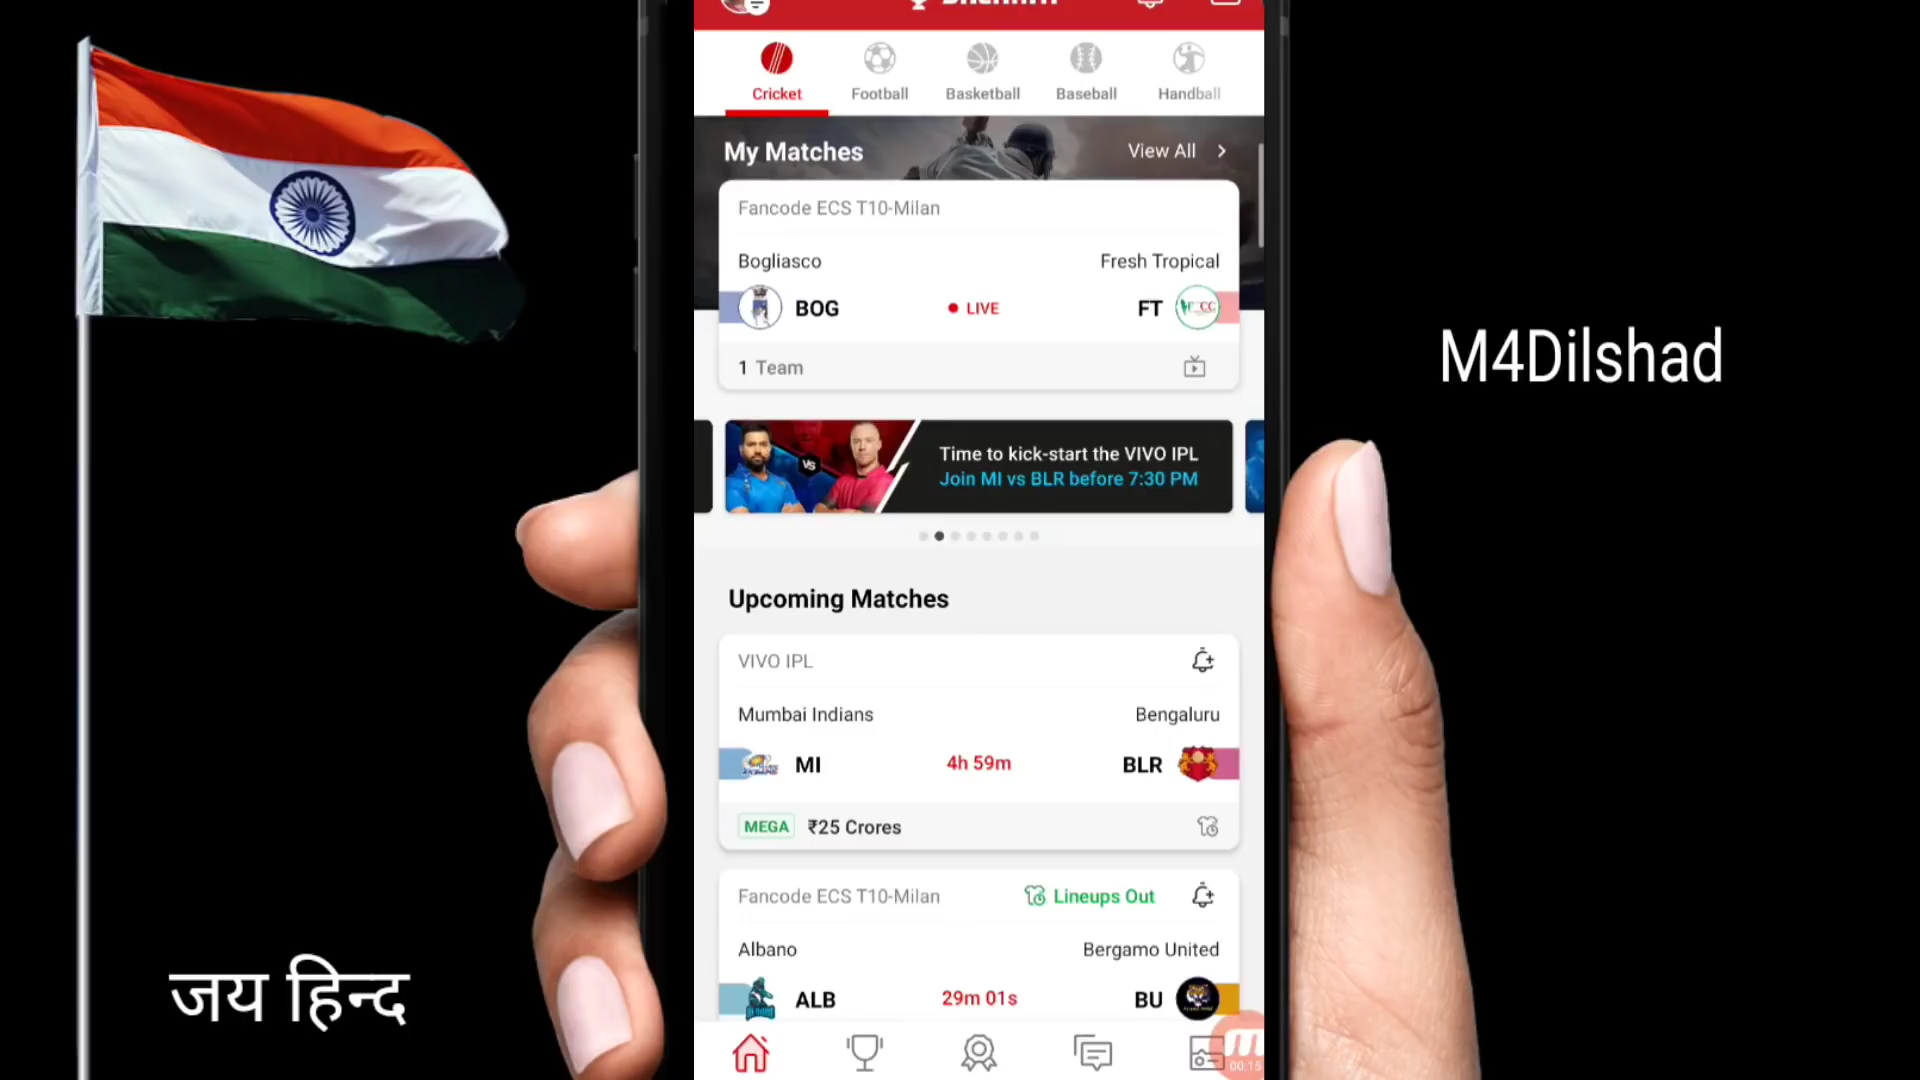 Cricket
Football
Basketball
Baseball
Handball
My Matches
View All
Fancode ECS T10-Milan
Bogliasco
Fresh Tropical
BOG
LIVE
FT
1 Team
VS
Time to kick-start the VIVO IPL
Join MI vs BLR before 7:30 PM
M4Dilshad
Upcoming Matches
VIVO IPL
Mumbai Indians
Bengaluru
MI
4h 59m
BLR
MEGA
₹25 Crores
Fancode ECS T10-Milan
Lineups Out
Albano
Bergamo United
ALB
29m 01s
BU
जय हिन्द
00:15